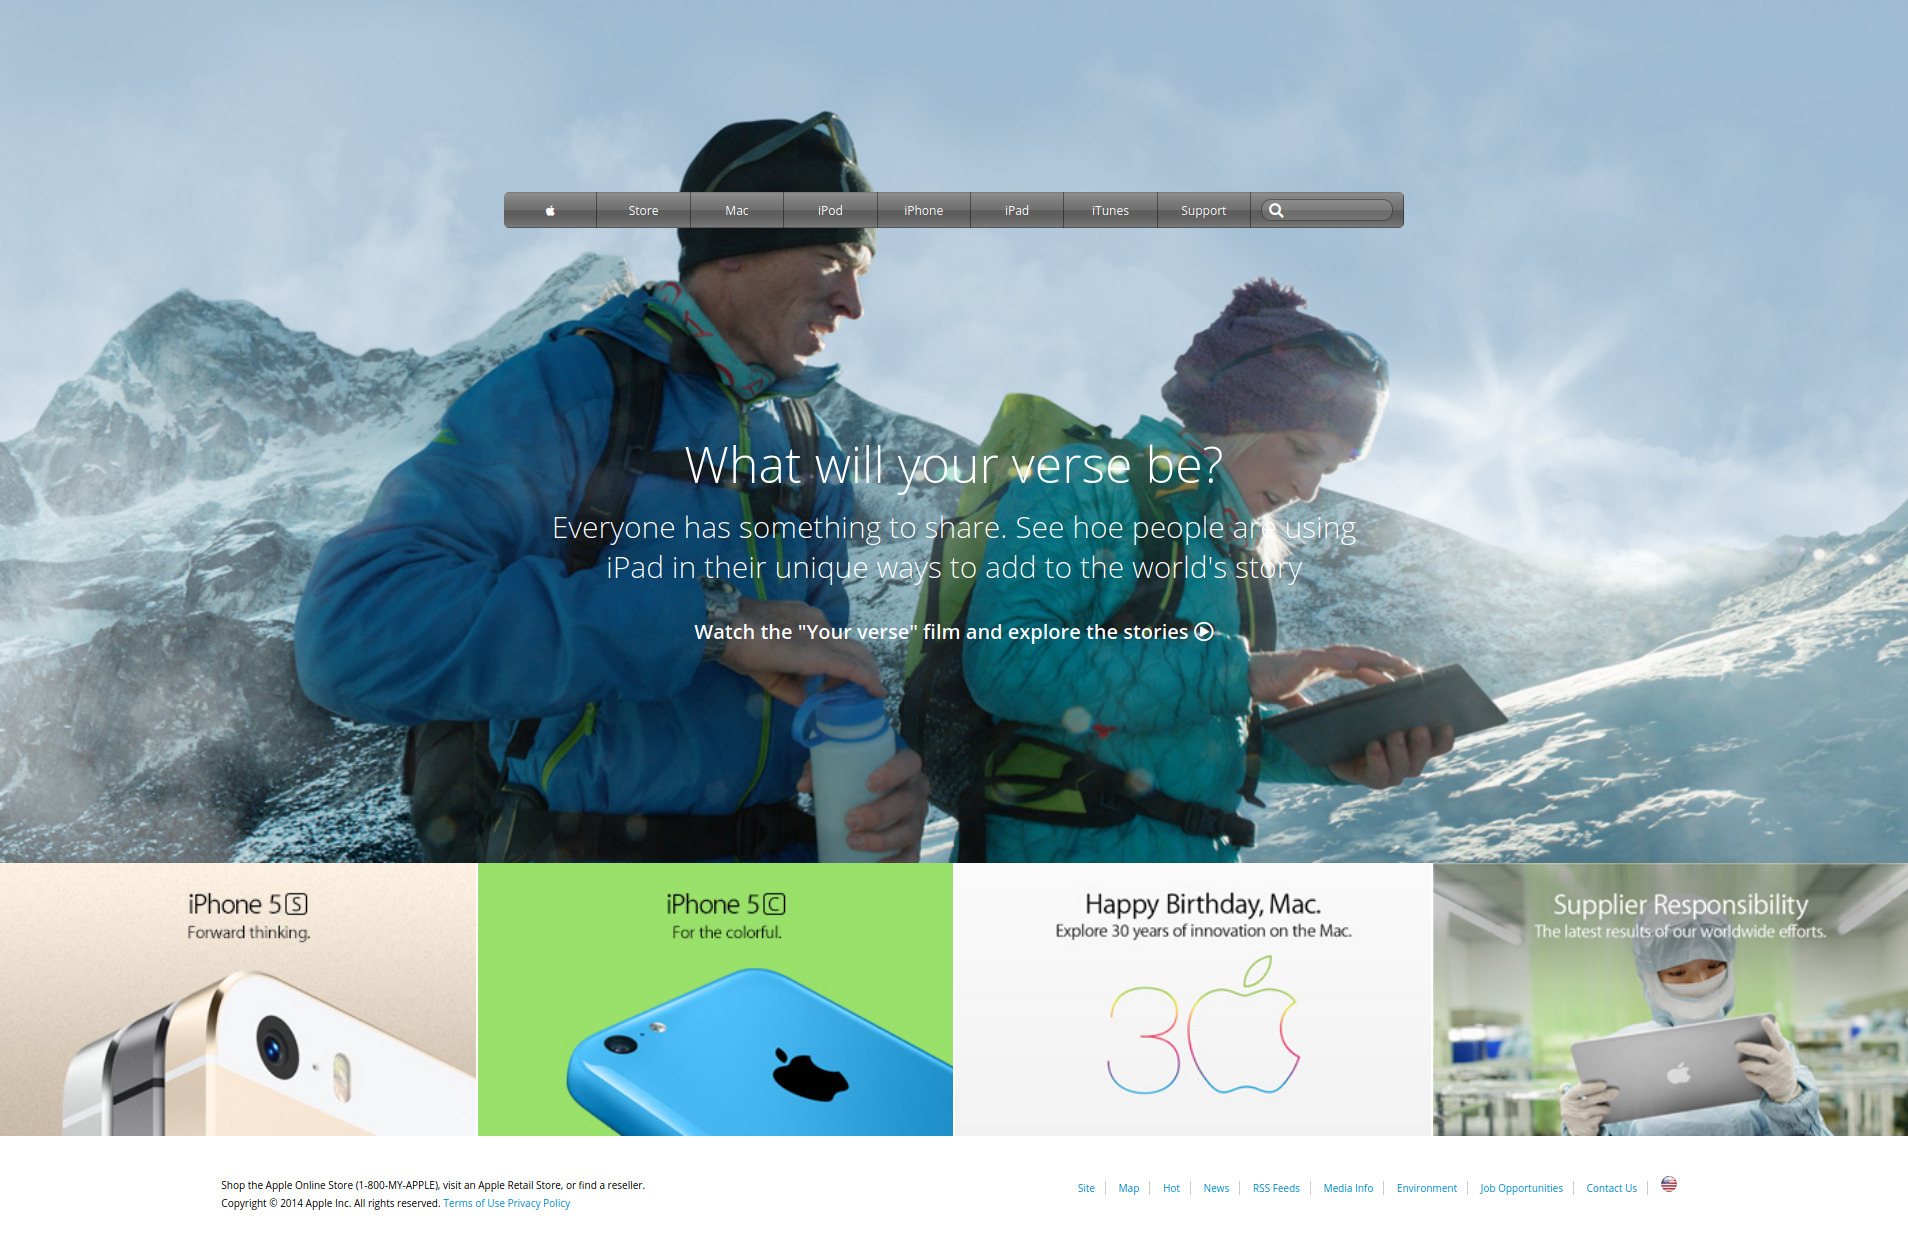 Store Mac iPod iPhone iPad iTunes Support
What will your verse be?
Everyone has something to share. See hoe people are using
iPad in their unique ways to add to the world's story
Watch the "Your verse" film and explore the stories
iPhone 5S
Forward thinking.
iPhone 5C
For the colorful.
Happy Birthday, Mac.
Explore 30 years of innovation on the Mac.
30
Supplier Responsibility
The latest results of our worldwide efforts.
Shop the Apple Online Store (1-800-MY-APPLE), visit an Apple Retail Store, or find a reseller.
Copyright © 2014 Apple Inc. All rights reserved. Terms of Use Privacy Policy
Site Map Hot News RSS Feeds Media Info Environment Job Opportunities Contact Us